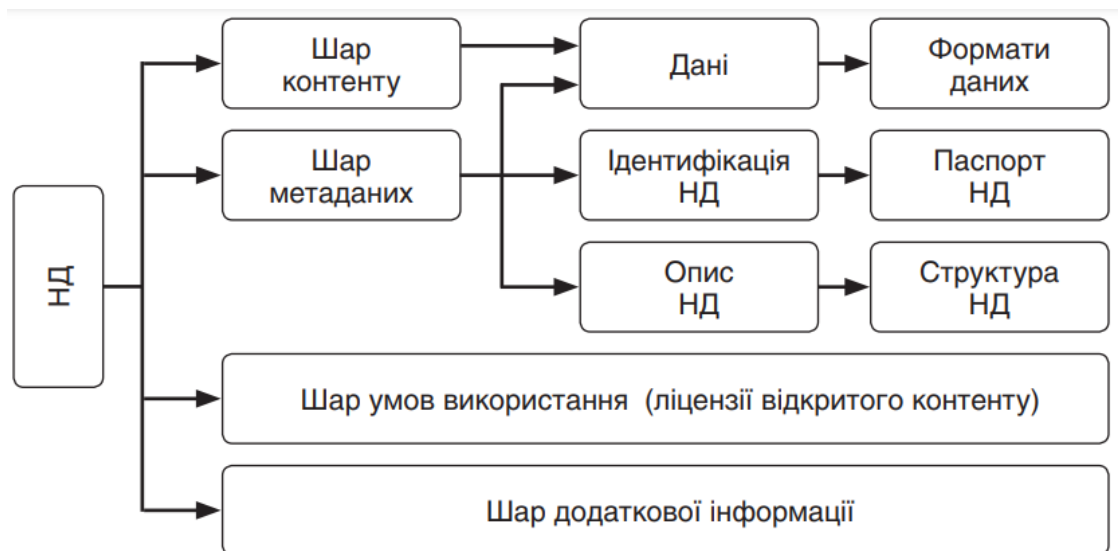 Шар
контенту
Дані
Формати
даних
Шар
метаданих
Ідентифікація
НД
Паспорт
НД
НД
Опис
НД
Структура
НД
Шар умов використання (ліцензії відкритого контенту)
Шар додаткової інформації